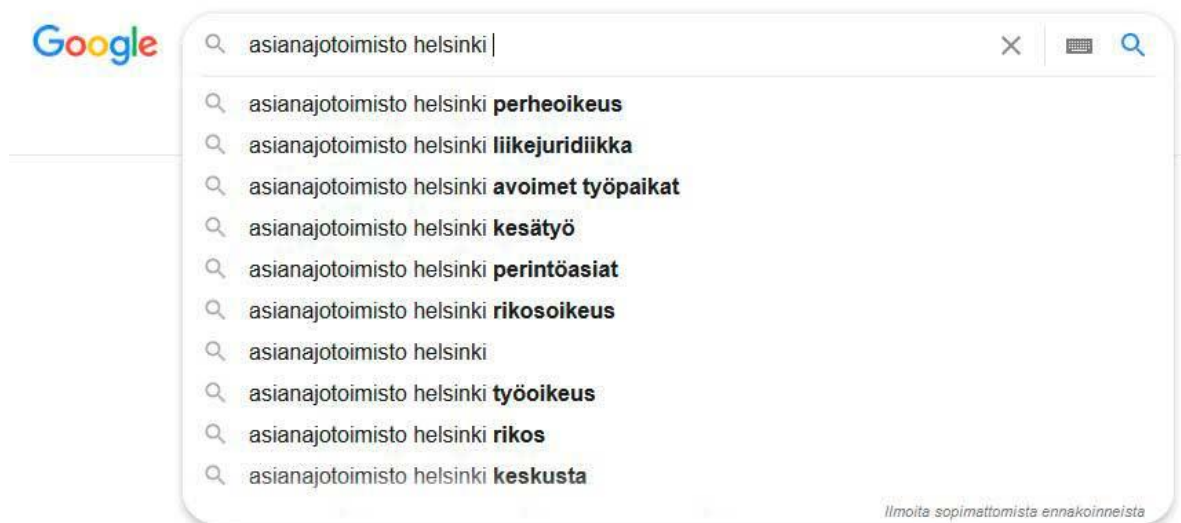 Google
asianajotoimisto helsinki
asianajotoimisto helsinki perheoikeus
asianajotoimisto helsinki liikejuridiikka
asianajotoimisto helsinki avoimet työpaikat
asianajotoimisto helsinki kesätyö
asianajotoimisto helsinki perintöasiat
asianajotoimisto helsinki rikosoikeus
asianajotoimisto helsinki
asianajotoimisto helsinki työoikeus
asianajotoimisto helsinki rikos
asianajotoimisto helsinki keskusta
Ilmoita sopimattomista ennakoinneista